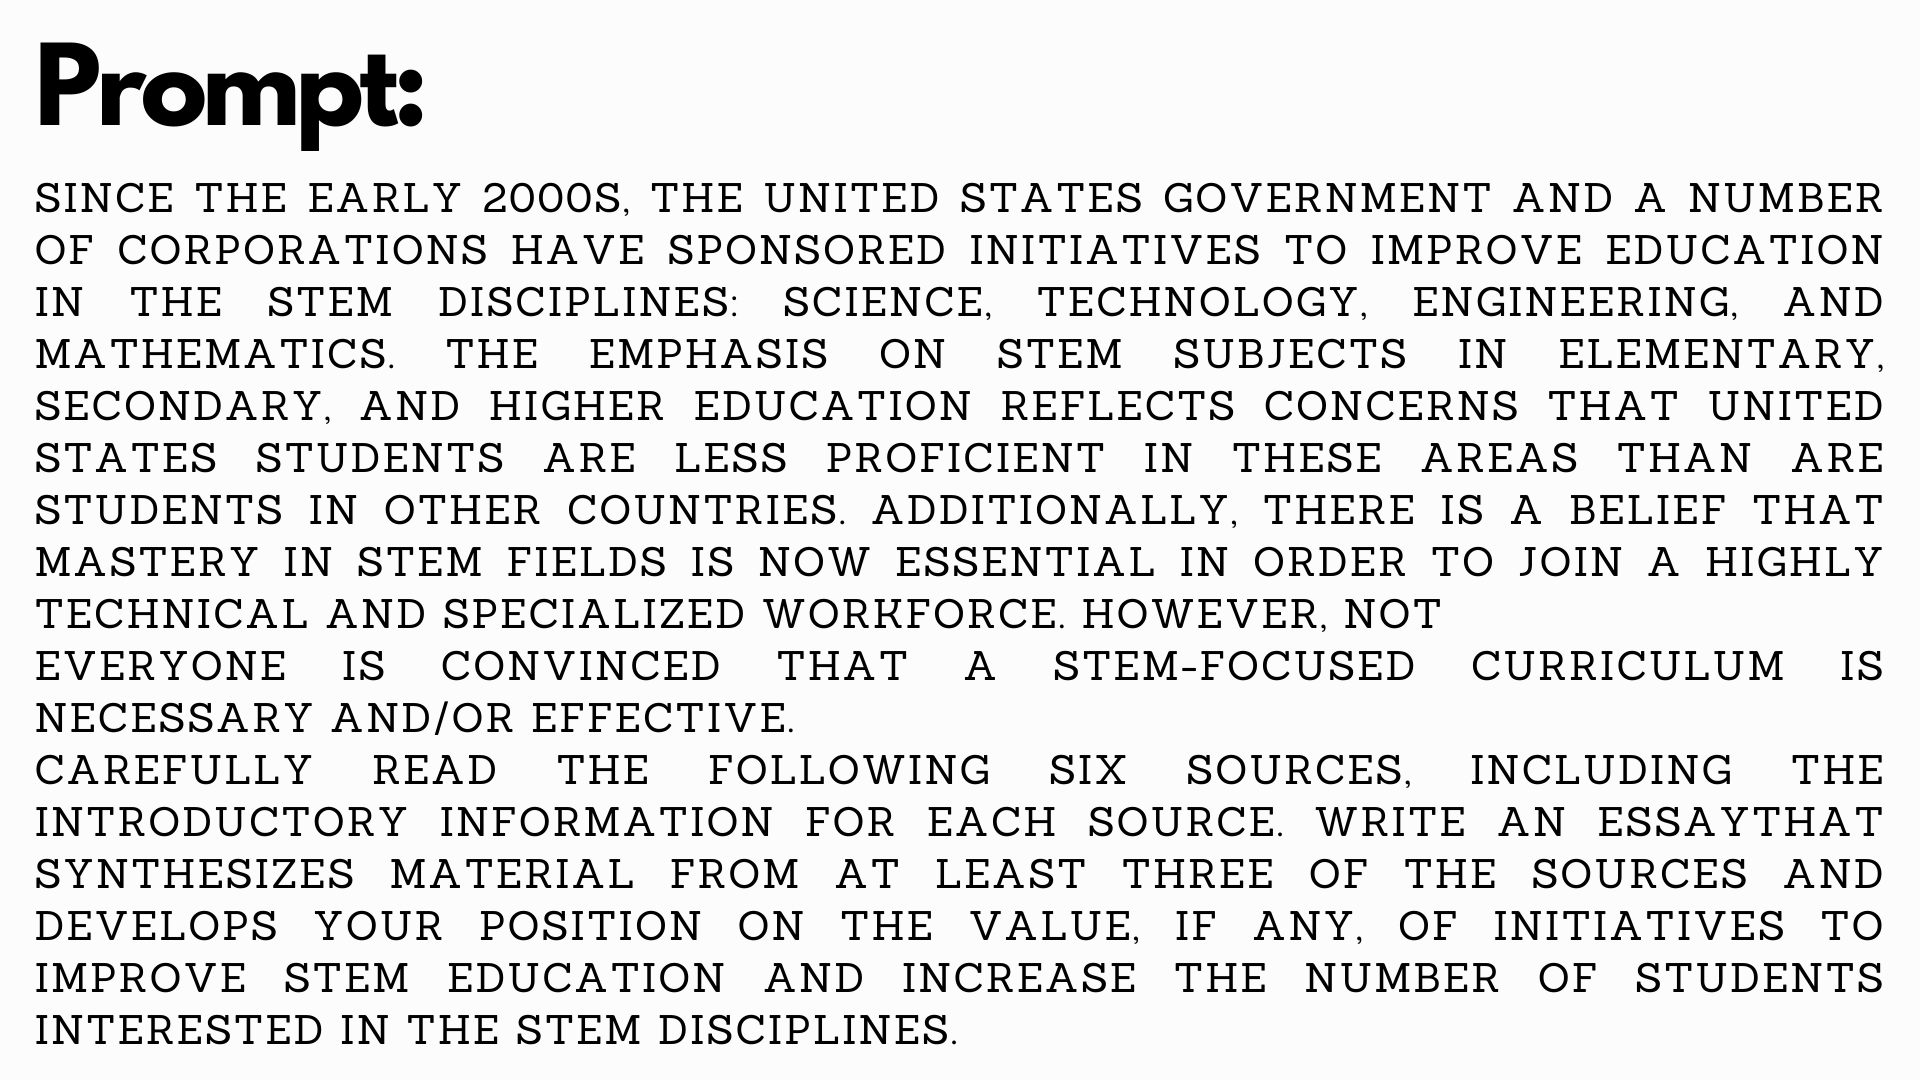 Prompt:
SINCE THE EARLY 2000S, THE UNITED STATES GOVERNMENT AND A NUMBER
OF CORPORATIONS HAVE SPONSORED INITIATIVES TO IMPROVE EDUCATION
IN THE STEM DISCIPLINES: SCIENCE, TECHNOLOGY, ENGINEERING, AND
MATHEMATICS. THE EMPHASIS ON STEM SUBJECTS IN ELEMENTARY,
SECONDARY, AND HIGHER EDUCATION REFLECTS CONCERNS THAT UNITED
STATES STUDENTS ARE LESS PROFICIENT IN THESE AREAS THAN ARE
STUDENTS IN OTHER COUNTRIES. ADDITIONALLY, THERE IS A BELIEF THAT
MASTERY IN STEM FIELDS IS NOW ESSENTIAL IN ORDER TO JOIN A HIGHLY
TECHNICAL AND SPECIALIZED WORKFORCE. HOWEVER, NOT
EVERYONE IS CONVINCED THAT A STEM-FOCUSED CURRICULUM IS
NECESSARY AND/OR EFFECTIVE.
CAREFULLY READ THE FOLLOWING SIX SOURCES, INCLUDING THE
INTRODUCTORY INFORMATION FOR EACH SOURCE. WRITE AN ESSAYTHAT
SYNTHESIZES MATERIAL FROM AT LEAST THREE OF THE SOURCES AND
DEVELOPS YOUR POSITION ON THE VALUE, IF ANY, OF INITIATIVES TO
IMPROVE STEM EDUCATION AND INCREASE THE NUMBER OF STUDENTS
INTERESTED IN THE STEM DISCIPLINES.